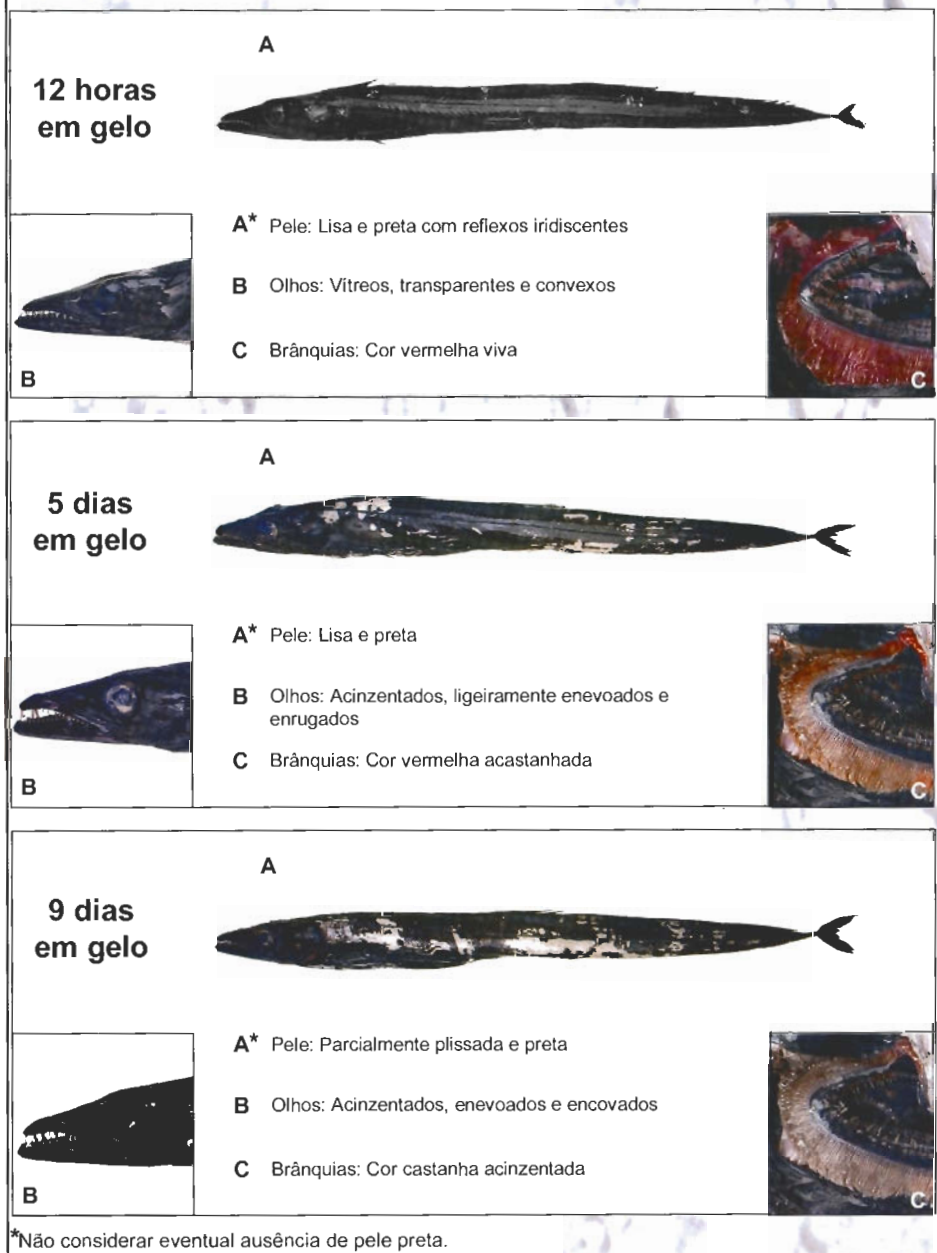 A
12 horas
em gelo
A* Pele: Lisa e preta com reflexos iridiscentes
B Olhos: Vítreos, transparentes e convexos
C Brânquias: Cor vermelha viva
B
C
A
5 dias
em gelo
A* Pele: Lisa e preta
B Olhos: Acinzentados, ligeiramente enevoados e
enrugados
C Brânquias: Cor vermelha acastanhada
B
C
A
9 dias
em gelo
A* Pele: Parcialmente plissada e preta
B Olhos: Acinzentados, enevoados e encovados
C Brânquias: Cor castanha acinzentada
B
C
*Não considerar eventual ausência de pele preta.